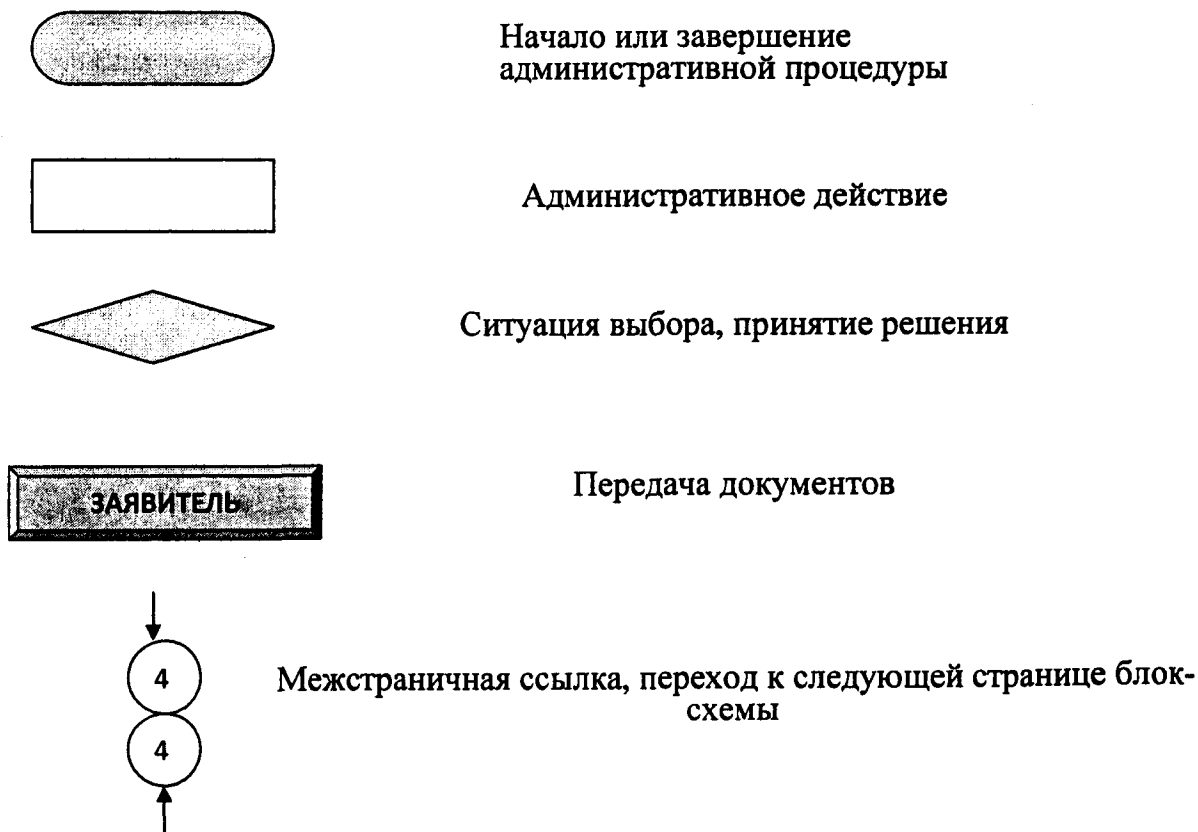 Начало или завершение
административной процедуры
Административное действие
Ситуация выбора, принятие решения
ЗАЯВИТЕЛЬ
Передача документов
4
Межстраничная ссылка, переход к следующей странице блок-
схемы
4